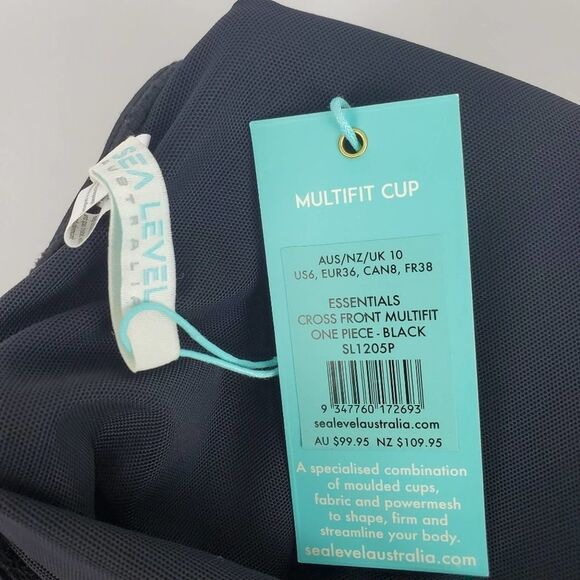 SEA LEVEL
AUSTRALIA
MULTIFIT CUP
AUS/NZ/UK 10
US6, EUR36, CAN8, FR38
ESSENTIALS
CROSS FRONT MULTIFIT
ONE PIECE - BLACK
SL1205P
9 347760 172693
sealevelaustralia.com
AU $99.95 NZ $109.95
A specialised combination
of moulded cups,
fabric and powermesh
to shape, firm and
streamline your body.
sealevelaustralia.com